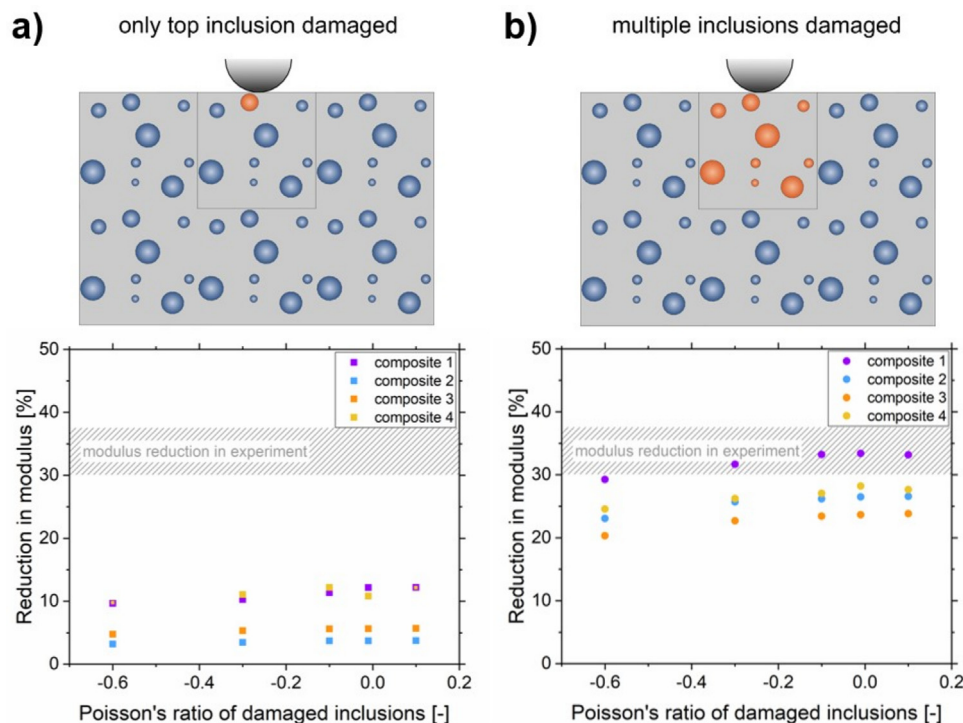 a)
only top inclusion damaged
50
40
30
20
10
0
Reduction in modulus [%]
composite 1
composite 2
composite 3
composite 4
modulus reduction in experiment
-0.6
-0.4
-0.2
0.0
0.2
Poisson's ratio of damaged inclusions [-]
b)
multiple inclusions damaged
50
40
30
20
10
0
Reduction in modulus [%]
composite 1
composite 2
composite 3
composite 4
modulus reduction in experiment
-0.6
-0.4
-0.2
0.0
0.2
Poisson's ratio of damaged inclusions [-]